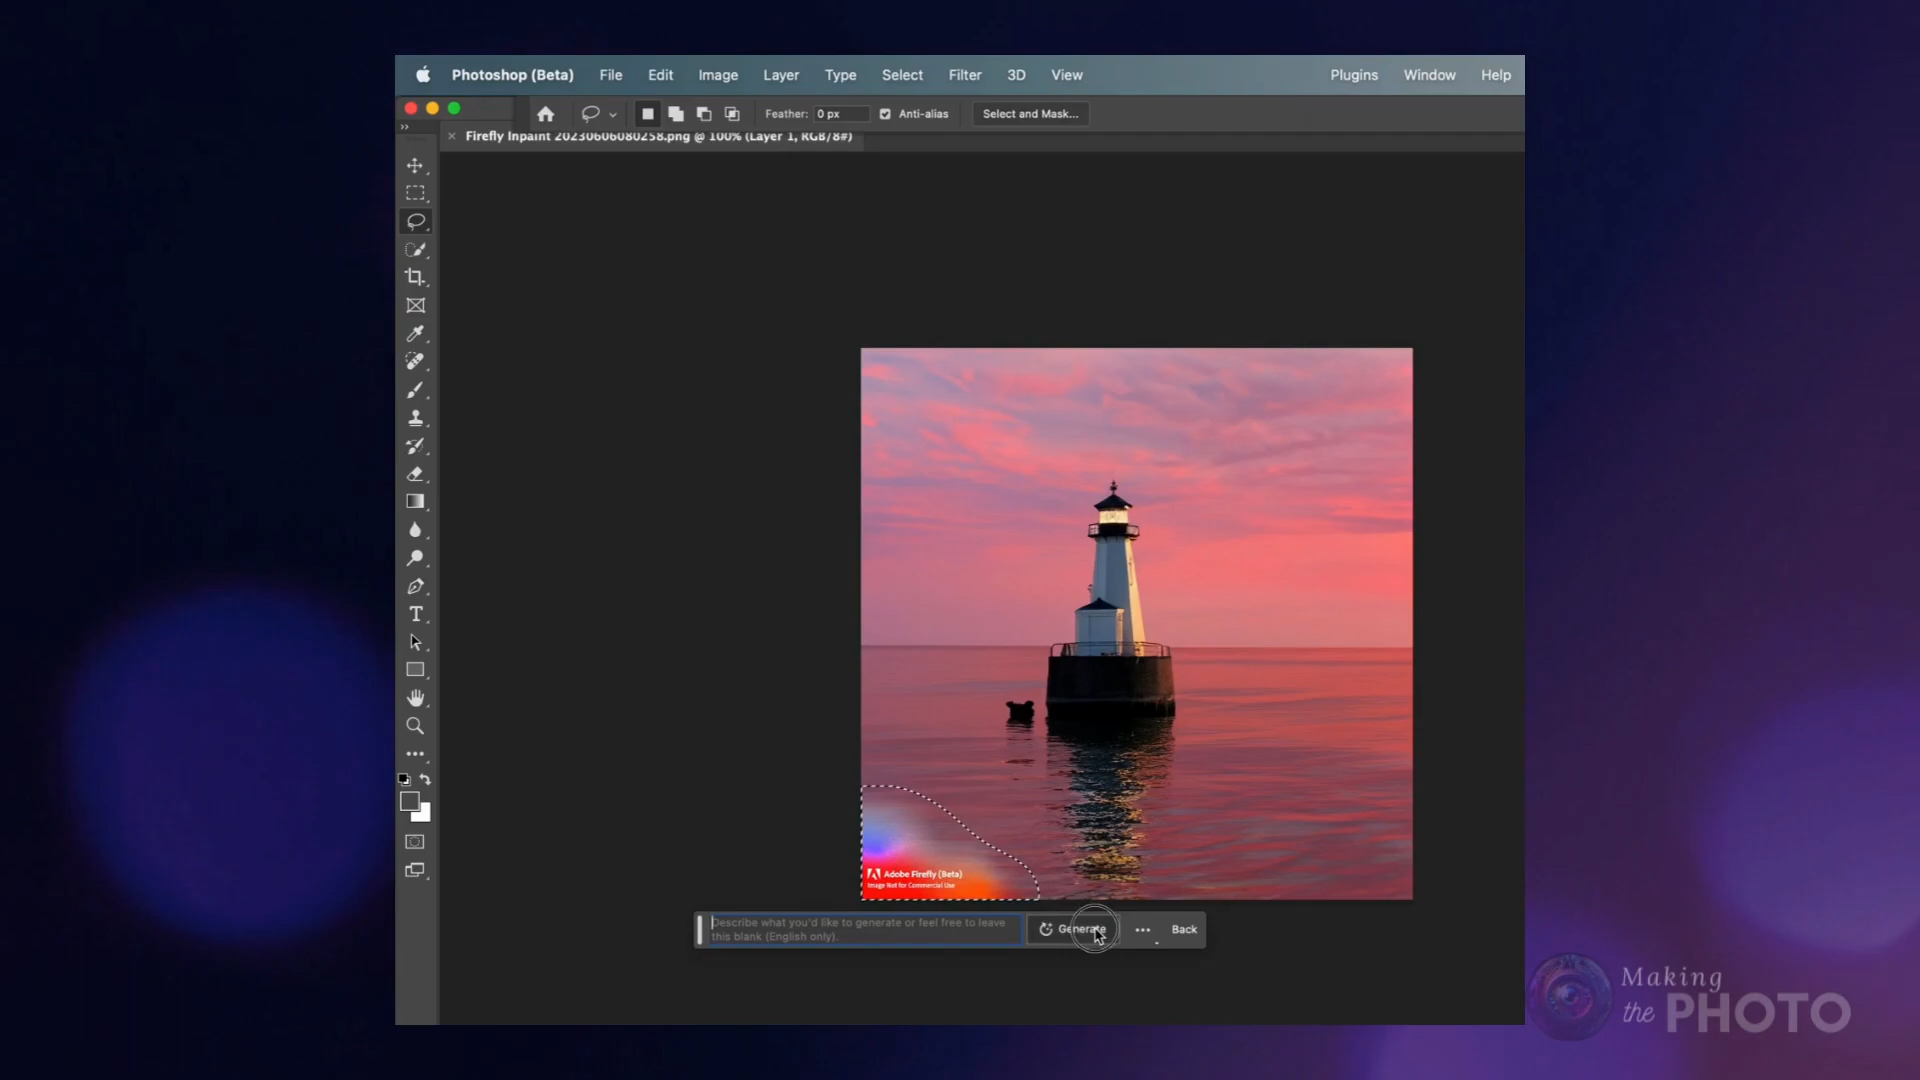 Photoshop (Beta) File Edit Image Layer Type Select Filter 3D View Plugins Window Help
Feather: 0 px Anti-alias Select and Mask...
Firefly Inpaint 20230606080258.png @ 100% (Layer 1, RGB/8#)
Adobe Firefly (Beta)
Image Not for Commercial Use
Describe what you'd like to generate or feel free to leave
this blank (English only).
Generate
Back
Making
the PHOTO